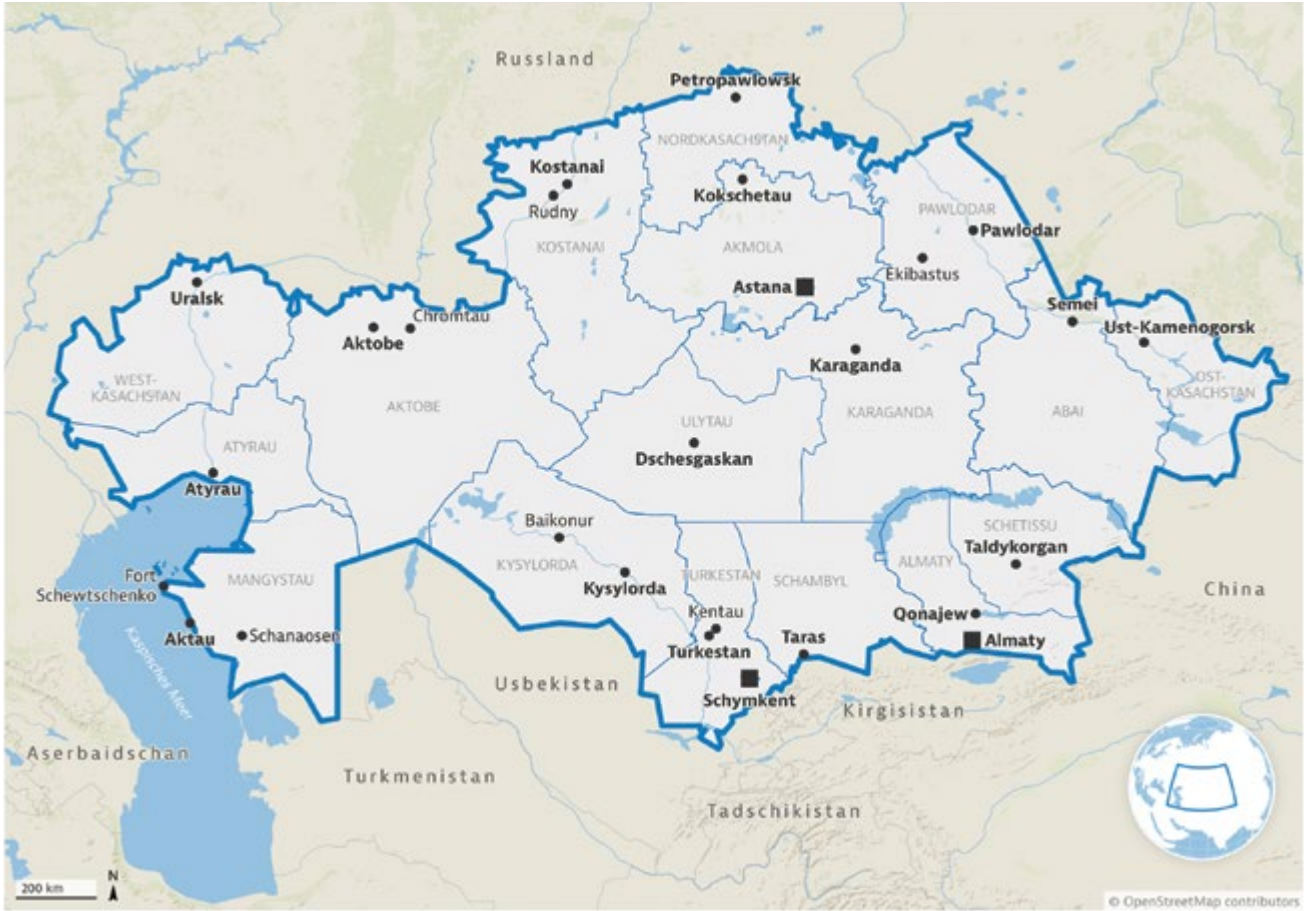 Russland
Petropawlowsk
NORDKASACHSTAN
Kostanai
Rudny
Kokschetau
PAWLODAR
Pawlodar
KOSTANAI
AKMOLA
Ekibastus
Astana
Uralsk
Semei
Chromtau
Aktobe
Ust-Kamenogorsk
Karaganda
WEST-
KASACHSTAN
OST-
KASACHSTAN
AKTOBE
KARAGANDA
ABAI
ULYTAU
ATYRAU
Dschesgaskan
Atyrau
Baikonur
SCHETISSU
Taldykorgan
KYSYLORDA
ALMATY
TURKESTAN
SCHAMBYL
MANGYSTAU
Fort
Schewtschenko
Kysylorda
China
Kentau
Qonajew
Aktau
Schanaosen
Turkestan
Taras
Almaty
Kaspisches Meer
Usbekistan
Schymkent
Kirgisistan
Aserbaidschan
Turkmenistan
Tadschikistan
200 km
N
© OpenStreetMap contributors